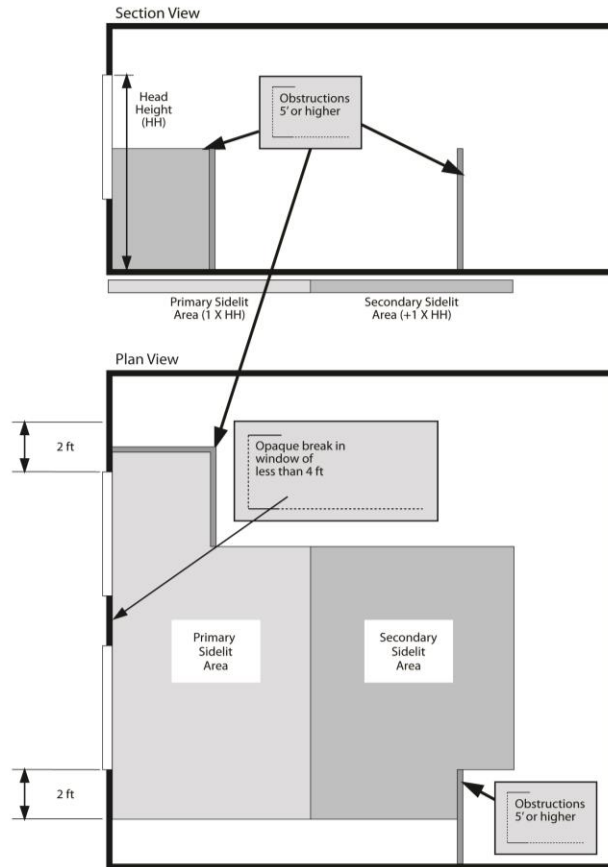 Section View
Head
Height
(HH)
Obstructions
5' or higher
Primary Sidelit
Area (1 X HH)
Secondary Sidelit
Area (+1 X HH)
Plan View
2 ft
Opaque break in
window of
less than 4 ft
Primary
Sidelit
Area
Secondary
Sidelit
Area
2 ft
Obstructions
5' or higher